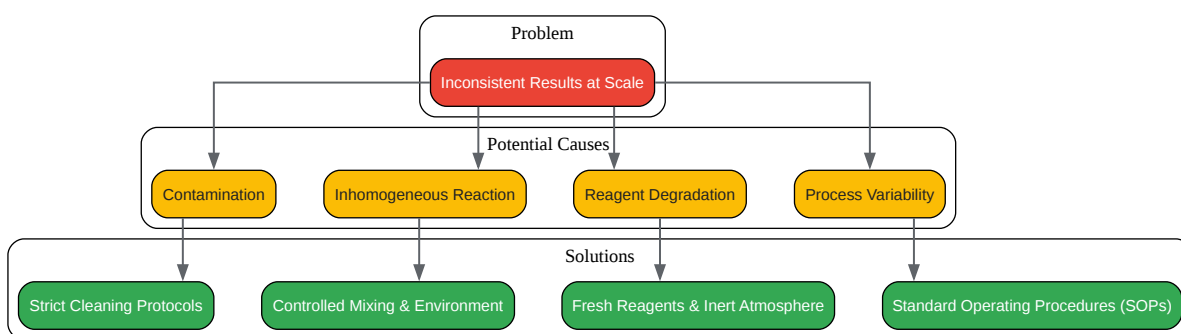 Problem
Inconsistent Results at Scale
Potential Causes
Contamination
Inhomogeneous Reaction
Reagent Degradation
Process Variability
Solutions
Strict Cleaning Protocols
Controlled Mixing & Environment
Fresh Reagents & Inert Atmosphere
Standard Operating Procedures (SOPs)